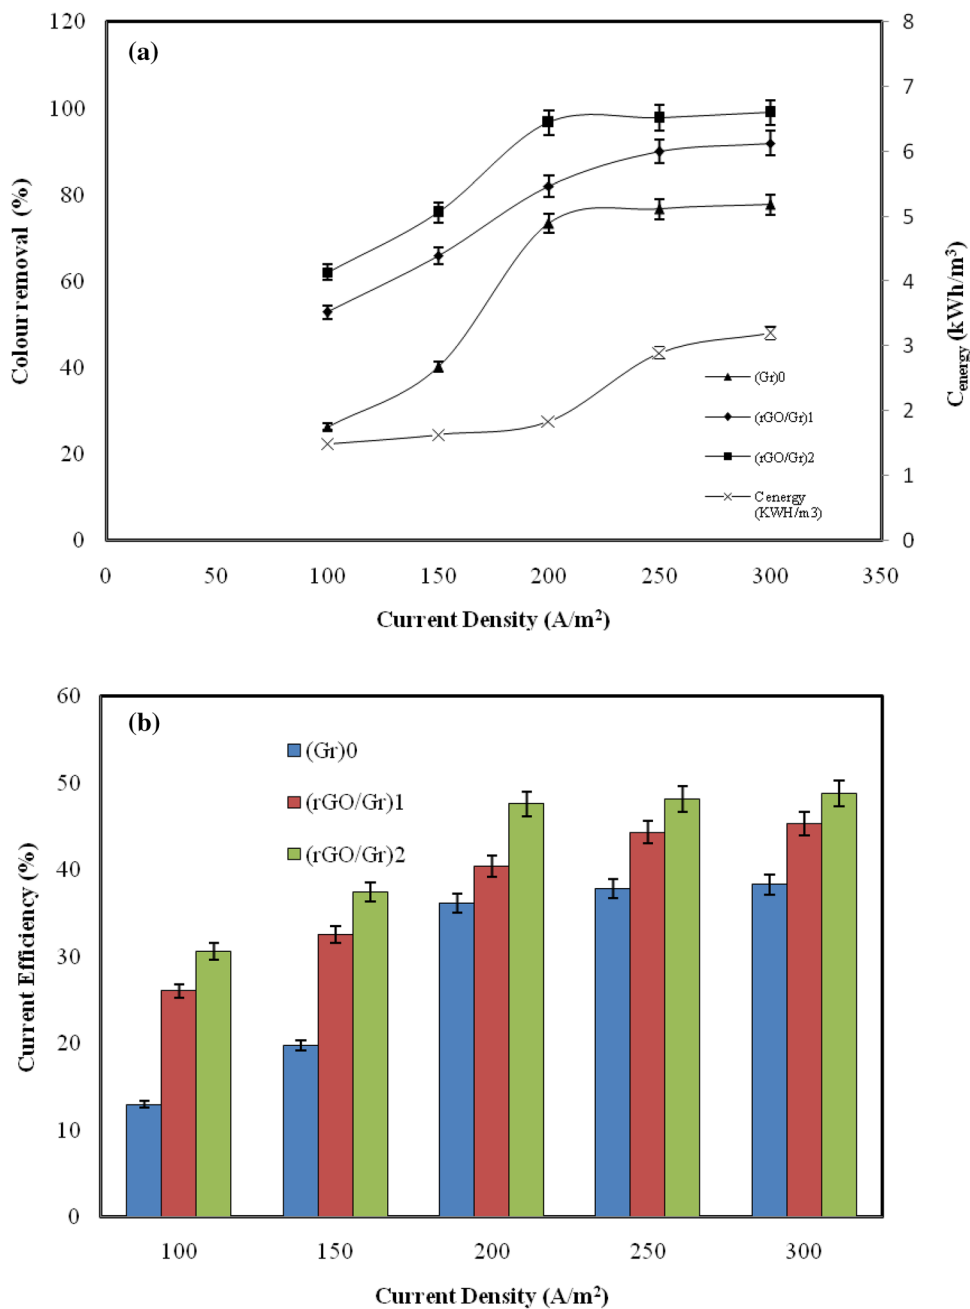 120
100
80
60
40
20
0
Colour removal (%)
(a)
8
7
6
5
4
3
2
1
0
Cenergy (kWh/m³)
(Gr)0
(rGO/Gr)1
(rGO/Gr)2
Cenergy
(KWH/m3)
0 50 100 150 200 250 300 350
Current Density (A/m²)
60
50
40
30
20
10
0
Current Efficiency (%)
(b)
(Gr)0
(rGO/Gr)1
(rGO/Gr)2
100 150 200 250 300
Current Density (A/m²)